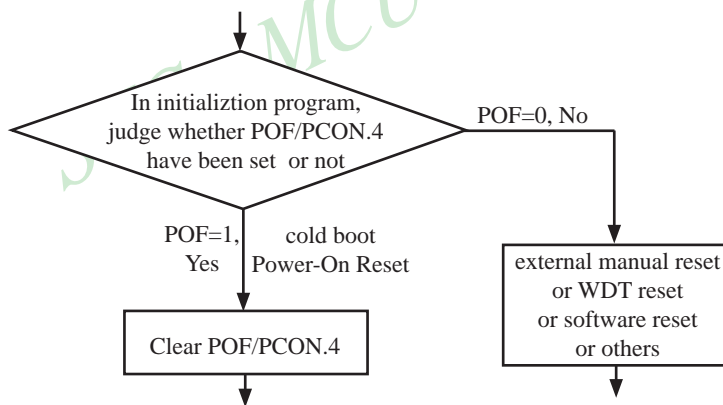 In initializtion program,
judge whether POF/PCON.4
have been set or not
POF=0, No
POF=1,
Yes
cold boot
Power-On Reset
external manual reset
or WDT reset
or software reset
or others
Clear POF/PCON.4
MCU